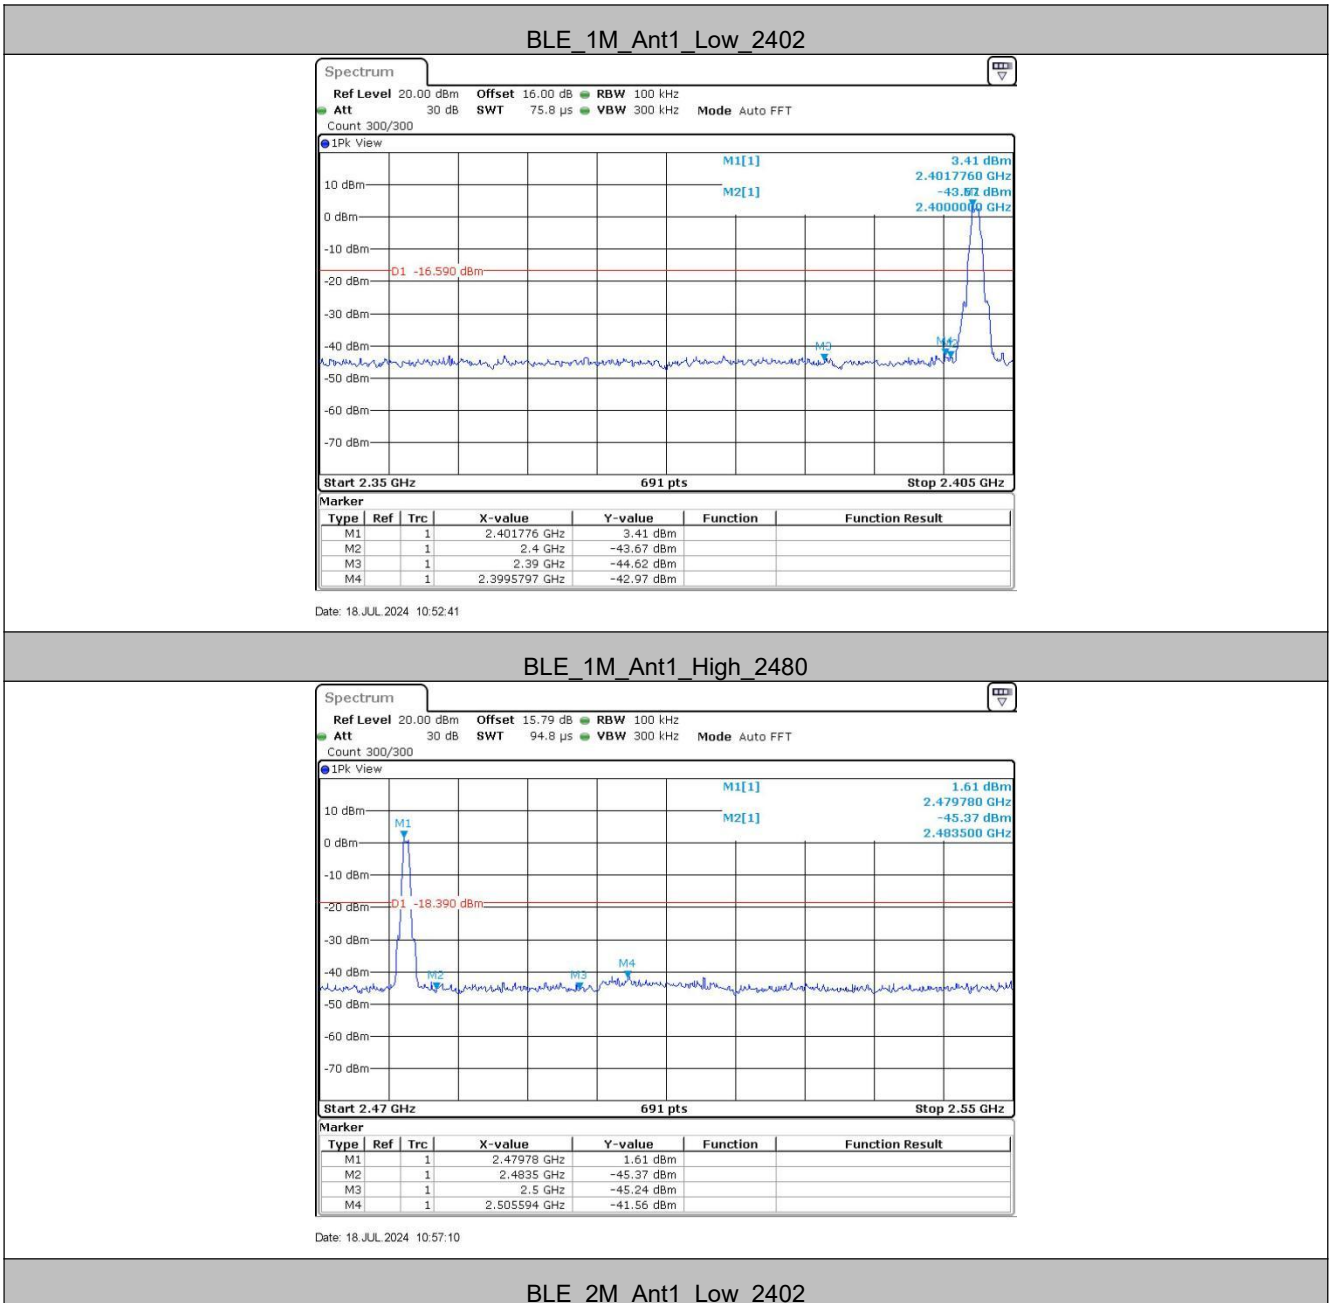 BLE_1M_Ant1_Low_2402
Spectrum
Ref Level 20.00 dBm Offset 16.00 dB RBW 100 kHz
Att 30 dB SWT 75.8 µs VBW 300 kHz Mode Auto FFT
Count 300/300
1Pk View
M1[1] 3.41 dBm
2.4017760 GHz
10 dBm
M2[1] -43.67 dBm
2.4000000 GHz
0 dBm
-10 dBm
D1 -16.590 dBm
-20 dBm
-30 dBm
-40 dBm
M3 M4 M2
-50 dBm
-60 dBm
-70 dBm
Start 2.35 GHz 691 pts Stop 2.405 GHz
Marker
Type Ref Trc X-value Y-value Function Function Result
M1 1 2.401776 GHz 3.41 dBm
M2 1 2.4 GHz -43.67 dBm
M3 1 2.39 GHz -44.62 dBm
M4 1 2.3995797 GHz -42.97 dBm
Date: 18.JUL.2024 10:52:41
BLE_1M_Ant1_High_2480
Spectrum
Ref Level 20.00 dBm Offset 15.79 dB RBW 100 kHz
Att 30 dB SWT 94.8 µs VBW 300 kHz Mode Auto FFT
Count 300/300
1Pk View
M1[1] 1.61 dBm
2.479780 GHz
10 dBm
M2[1] -45.37 dBm
M1
2.483500 GHz
0 dBm
-10 dBm
-20 dBm D1 -18.390 dBm
-30 dBm
M4
-40 dBm
M2 M3
-50 dBm
-60 dBm
-70 dBm
Start 2.47 GHz 691 pts Stop 2.55 GHz
Marker
Type Ref Trc X-value Y-value Function Function Result
M1 1 2.47978 GHz 1.61 dBm
M2 1 2.4835 GHz -45.37 dBm
M3 1 2.5 GHz -45.24 dBm
M4 1 2.505594 GHz -41.56 dBm
Date: 18.JUL.2024 10:57:10
BLE_2M_Ant1_Low_2402